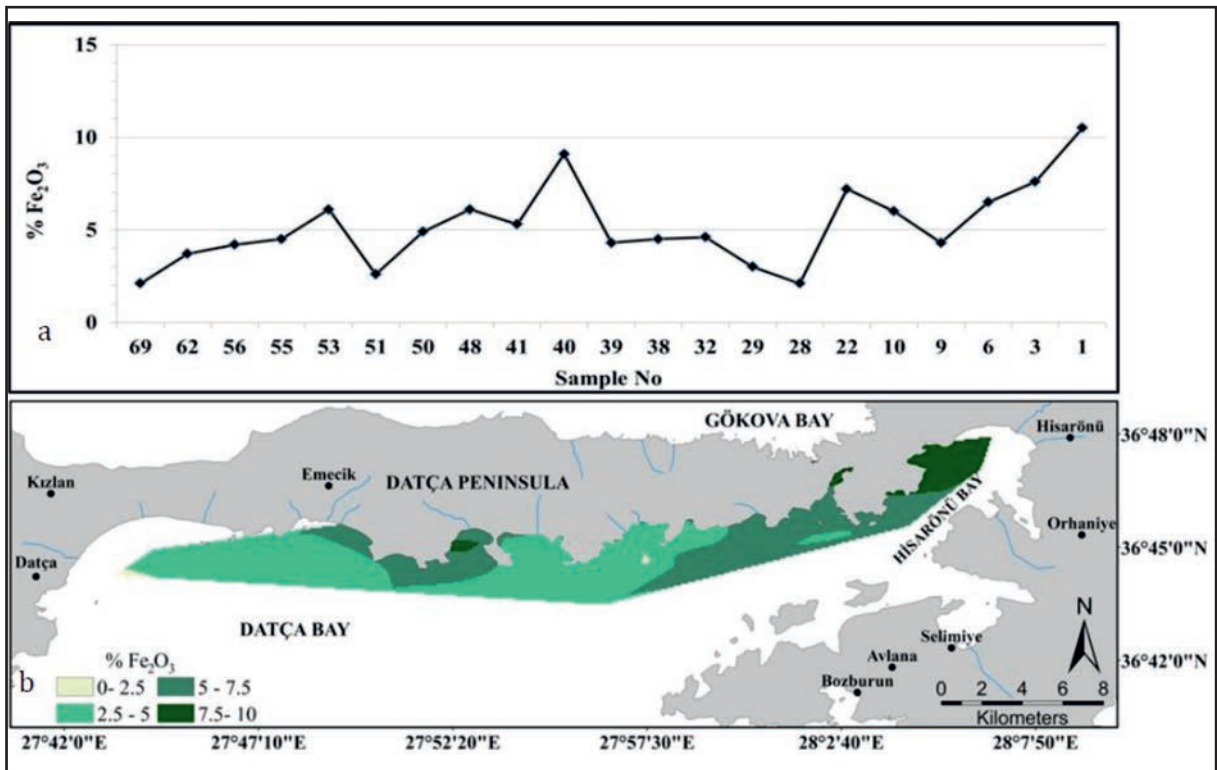 15
10
5
0
% Fe₂O₃
a
69 62 56 55 53 51 50 48 41 40 39 38 32 29 28 22 10 9 6 3 1
Sample No
GÖKOVA BAY
Hisarönü
36°48'0"N
Kızlan
Emecik
DATÇA PENINSULA
HİSARÖNÜ BAY
Orhaniye
36°45'0"N
Datça
DATÇA BAY
N
Selimiye
Avlana
Bozburun
36°42'0"N
b
% Fe₂O₃
0- 2.5
5 - 7.5
2.5 - 5
7.5- 10
0 2 4 6 8
Kilometers
27°42'0"E 27°47'10"E 27°52'20"E 27°57'30"E 28°2'40"E 28°7'50"E